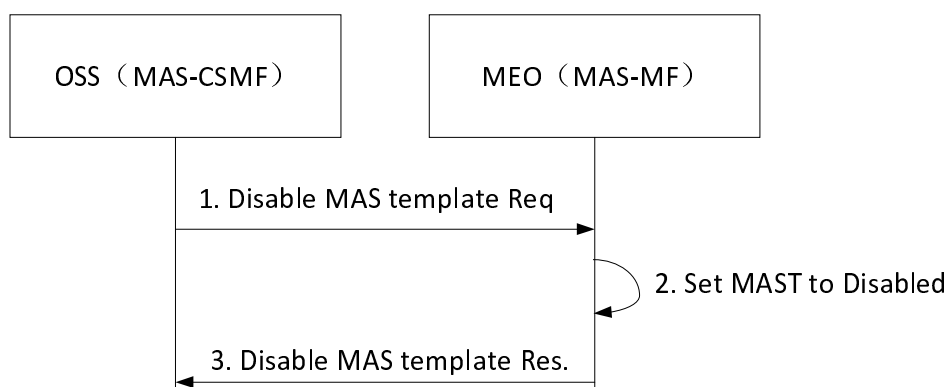 OSS（MAS-CSMF）
MEO（MAS-MF）
1. Disable MAS template Req
2. Set MAST to Disabled
3. Disable MAS template Res.